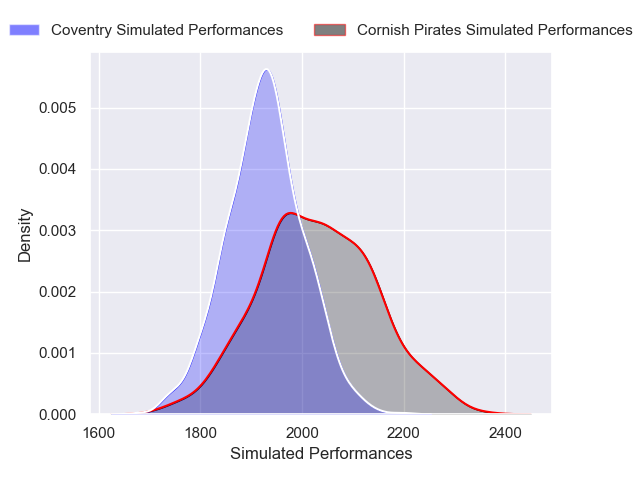 Coventry Simulated Performances
Cornish Pirates Simulated Performances
0.005
0.004
0.003
0.002
0.001
0.000
Density
1600
1800
2000
2200
2400
Simulated Performances